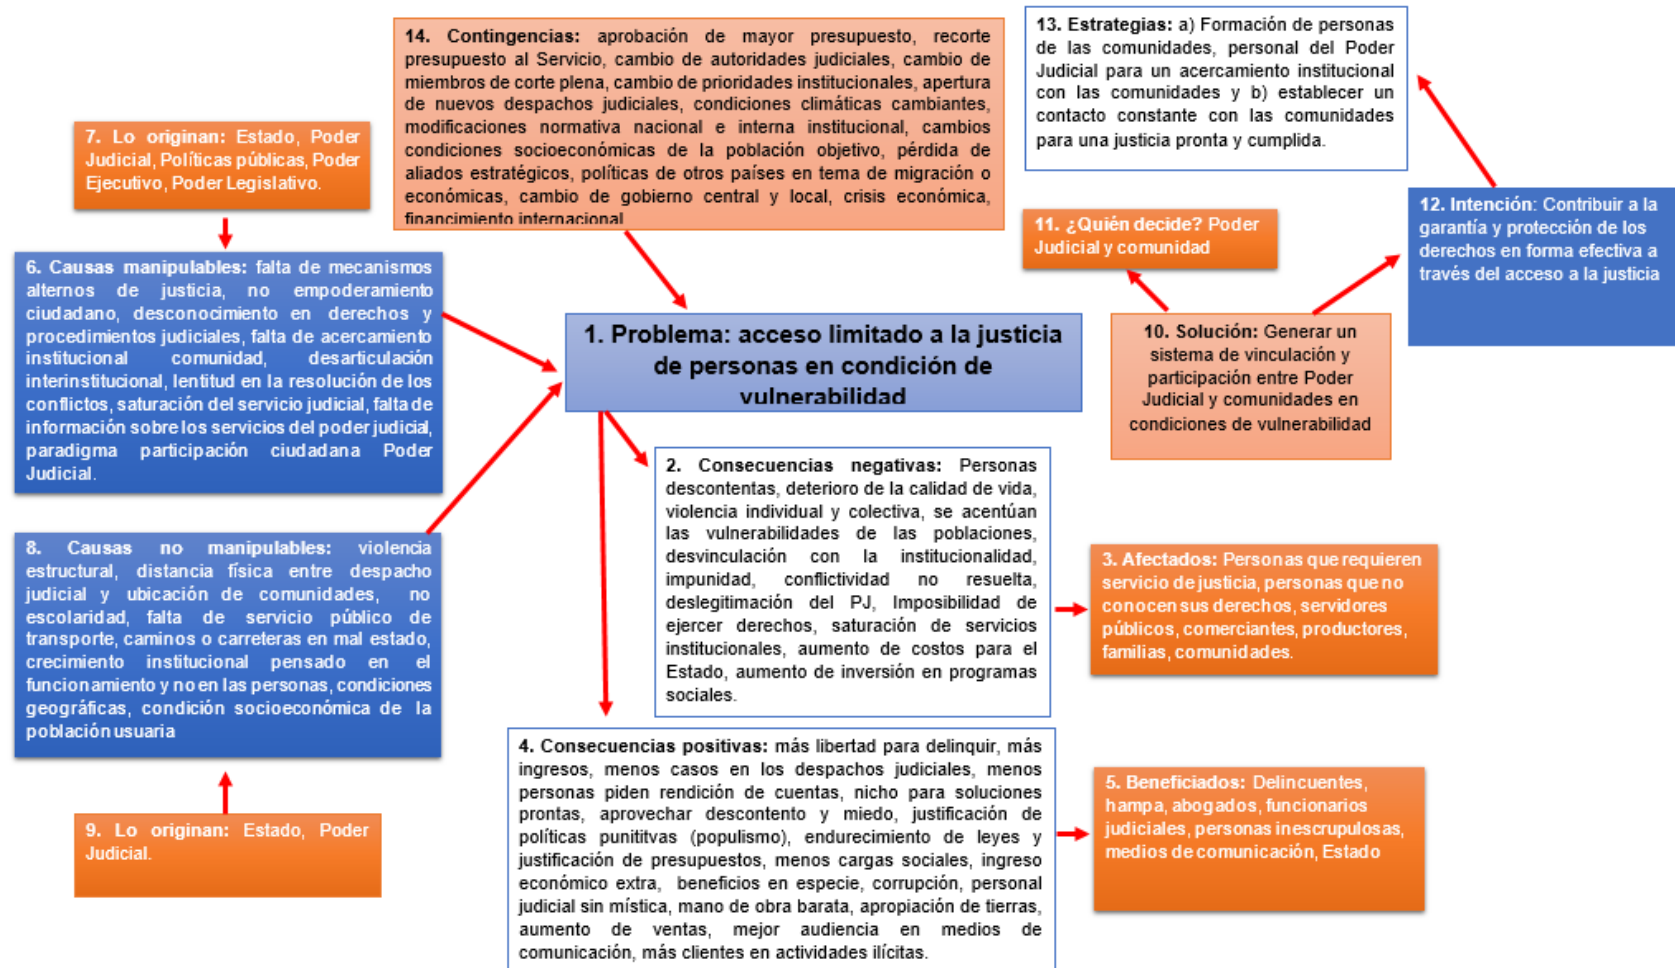 14. Contingencias: aprobación de mayor presupuesto, recorte
presupuesto al Servicio, cambio de autoridades judiciales, cambio de
miembros de corte plena, cambio de prioridades institucionales, apertura
de nuevos despachos judiciales, condiciones climáticas cambiantes,
modificaciones normativa nacional e interna institucional, cambios
condiciones socioeconómicas de la población objetivo, pérdida de
aliados estratégicos, políticas de otros países en tema de migración o
económicas, cambio de gobierno central y local, crisis económica,
financimiento internacional
13. Estrategias: a) Formación de personas
de las comunidades, personal del Poder
Judicial para un acercamiento institucional
con las comunidades y b) establecer un
contacto constante con las comunidades
para una justicia pronta y cumplida.
7. Lo originan: Estado, Poder
Judicial, Políticas públicas, Poder
Ejecutivo, Poder Legislativo.
12. Intención: Contribuir a la
garantía y protección de los
derechos en forma efectiva a
través del acceso a la justicia
11. ¿Quién decide? Poder
Judicial y comunidad
6. Causas manipulables: falta de mecanismos
alternos de justicia, no empoderamiento
ciudadano, desconocimiento en derechos y
procedimientos judiciales, falta de acercamiento
institucional comunidad, desarticulación
interinstitucional, lentitud en la resolución de los
conflictos, saturación del servicio judicial, falta de
información sobre los servicios del poder judicial,
paradigma participación ciudadana Poder
Judicial.
1. Problema: acceso limitado a la justicia
de personas en condición de
vulnerabilidad
10. Solución: Generar un
sistema de vinculación y
participación entre Poder
Judicial y comunidades en
condiciones de vulnerabilidad
2. Consecuencias negativas: Personas
descontentas, deterioro de la calidad de vida,
violencia individual y colectiva, se acentúan
las vulnerabilidades de las poblaciones,
desvinculación con la institucionalidad,
impunidad, conflictividad no resuelta,
deslegitimación del PJ, Imposibilidad de
ejercer derechos, saturación de servicios
institucionales, aumento de costos para el
Estado, aumento de inversión en programas
sociales.
8. Causas no manipulables: violencia
estructural, distancia física entre despacho
judicial y ubicación de comunidades, no
escolaridad, falta de servicio público de
transporte, caminos o carreteras en mal estado,
crecimiento institucional pensado en el
funcionamiento y no en las personas, condiciones
geográficas, condición socioeconómica de la
población usuaria
3. Afectados: Personas que requieren
servicio de justicia, personas que no
conocen sus derechos, servidores
públicos, comerciantes, productores,
familias, comunidades.
4. Consecuencias positivas: más libertad para delinquir, más
ingresos, menos casos en los despachos judiciales, menos
personas piden rendición de cuentas, nicho para soluciones
prontas, aprovechar descontento y miedo, justificación de
políticas punititvas (populismo), endurecimiento de leyes y
justificación de presupuestos, menos cargas sociales, ingreso
económico extra, beneficios en especie, corrupción, personal
judicial sin mística, mano de obra barata, apropiación de tierras,
aumento de ventas, mejor audiencia en medios de
comunicación, más clientes en actividades ilícitas.
5. Beneficiados: Delincuentes,
hampa, abogados, funcionarios
judiciales, personas inescrupulosas,
medios de comunicación, Estado
9. Lo originan: Estado, Poder
Judicial.